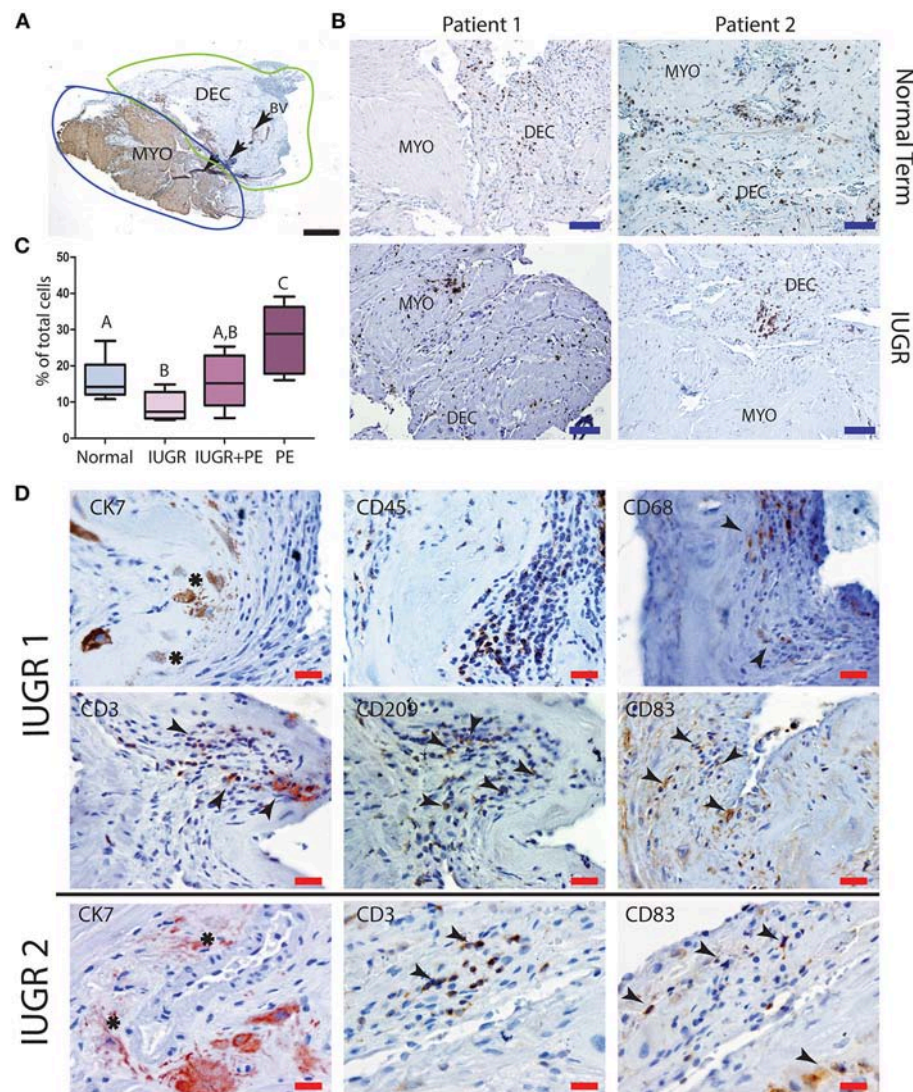 A
DEC
BV
MYO
B
Patient 1
Patient 2
MYO
DEC
MYO
DEC
Normal Term
MYO
DEC
DEC
MYO
IUGR
C
% of total cells
50
40
30
20
10
0
A
B
A,B
C
Normal
IUGR
IUGR+PE
PE
D
IUGR 1
CK7
*
*
CD45
CD68
CD3
CD209
CD83
IUGR 2
CK7
*
*
CD3
CD83